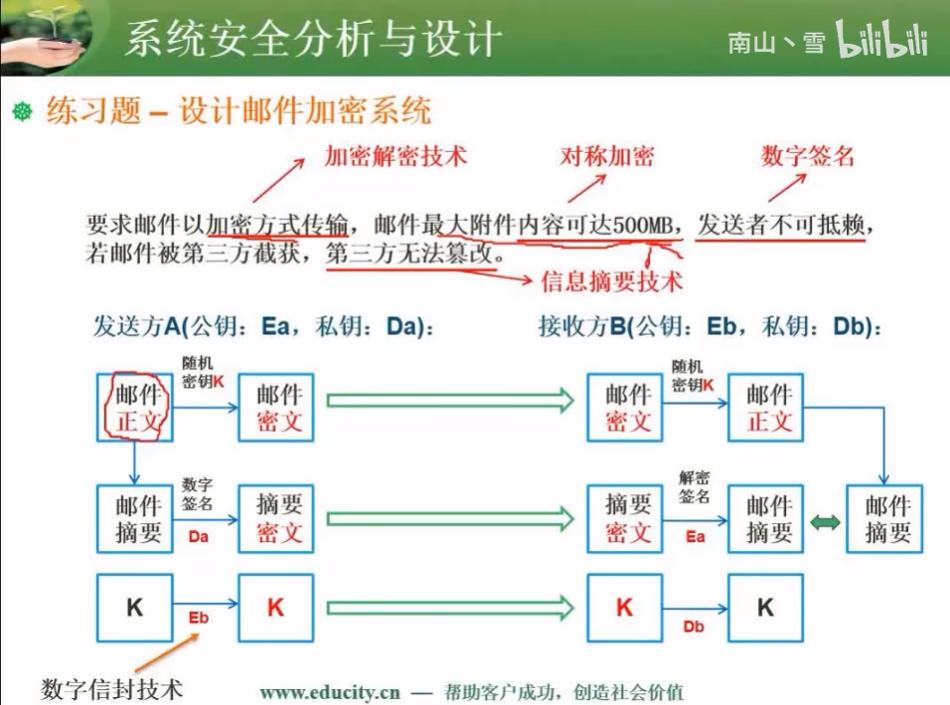 系统安全分析与设计
南山丶雪 bilibili
练习题 – 设计邮件加密系统
加密解密技术 对称加密 数字签名
要求邮件以加密方式传输，邮件最大附件内容可达500MB，发送者不可抵赖，
若邮件被第三方截获，第三方无法篡改。
信息摘要技术
发送方A(公钥：Ea，私钥：Da)：
接收方B(公钥：Eb，私钥：Db)：
邮件
正文
随机
密钥K
邮件
密文
邮件
密文
随机
密钥K
邮件
正文
邮件
摘要
数字
签名
Da
摘要
密文
摘要
密文
解密
签名
Ea
邮件
摘要
邮件
摘要
K
Eb
K
K
Db
K
数字信封技术
www.educity.cn — 帮助客户成功，创造社会价值